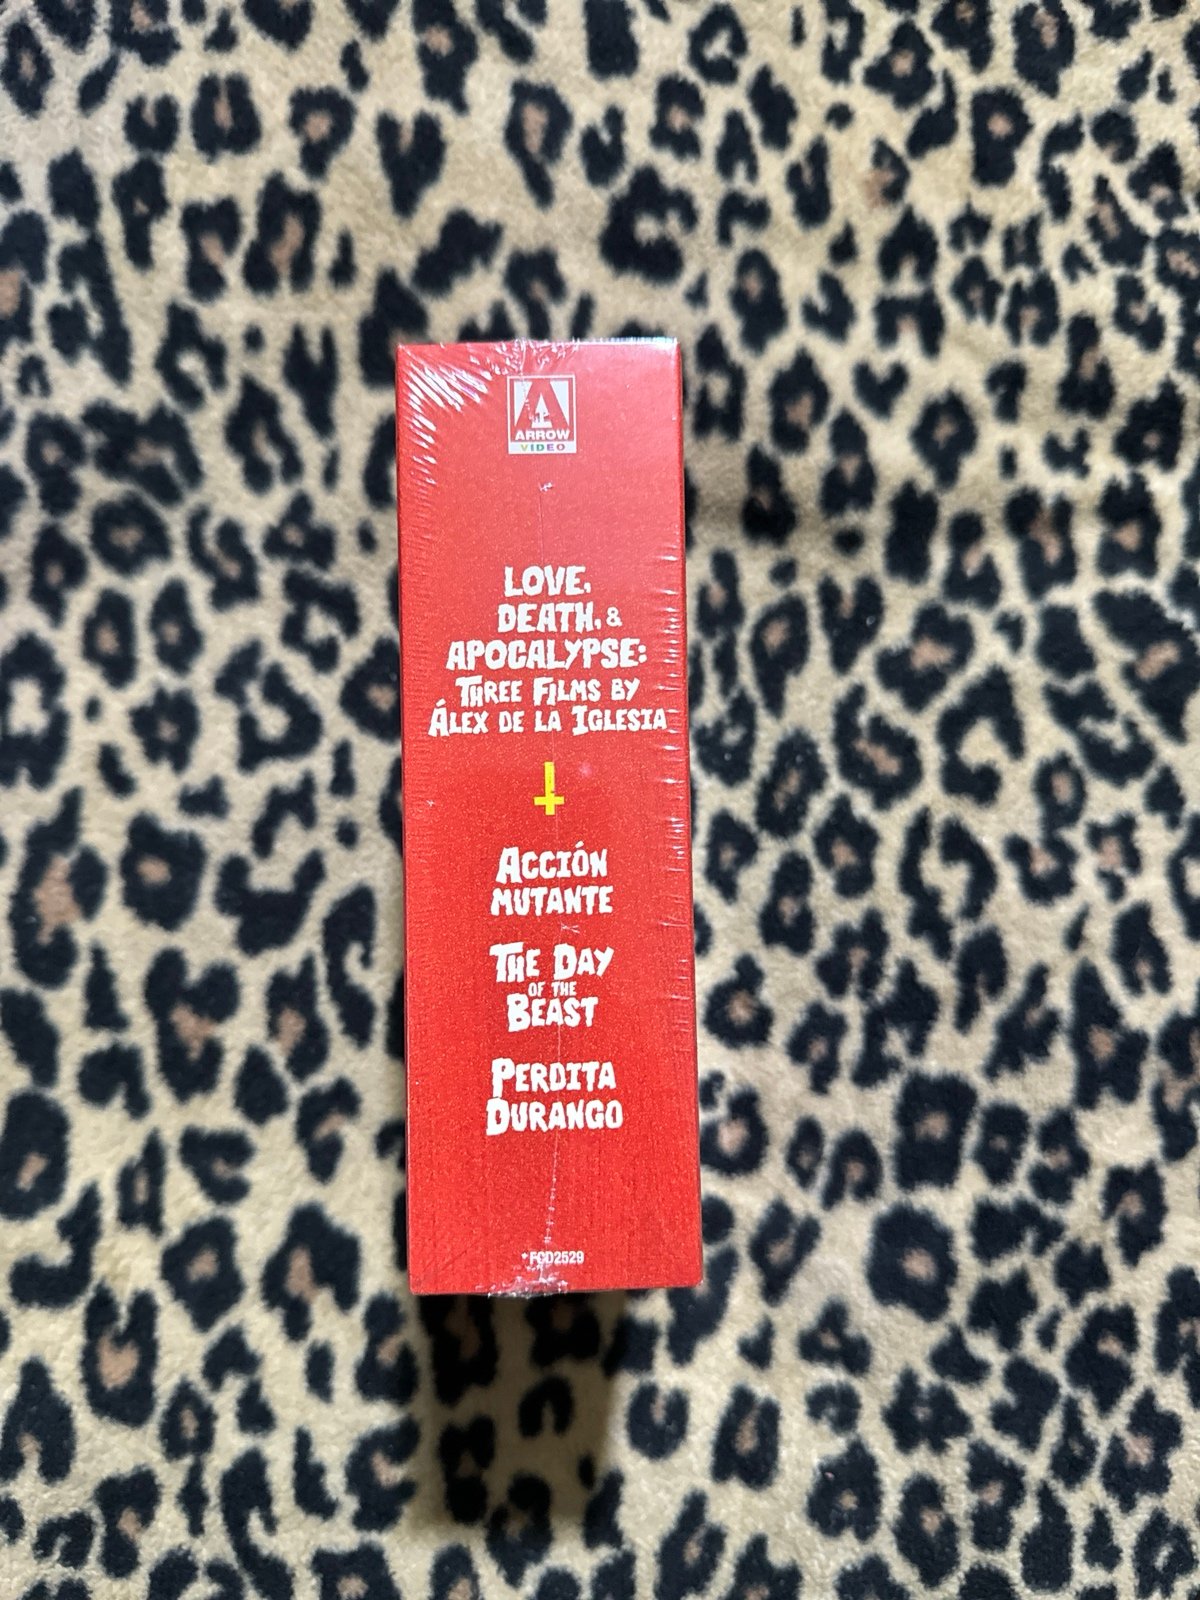 ARROW
VIDEO
LOVE,
DEATH, &
APOCALYPSE:
THREE FILMS BY
ÁLEX DE LA IGLESIA
ACCIÓN
MUTANTE
THE DAY
OF THE
BEAST
PERDITA
DURANGO
FCD2529